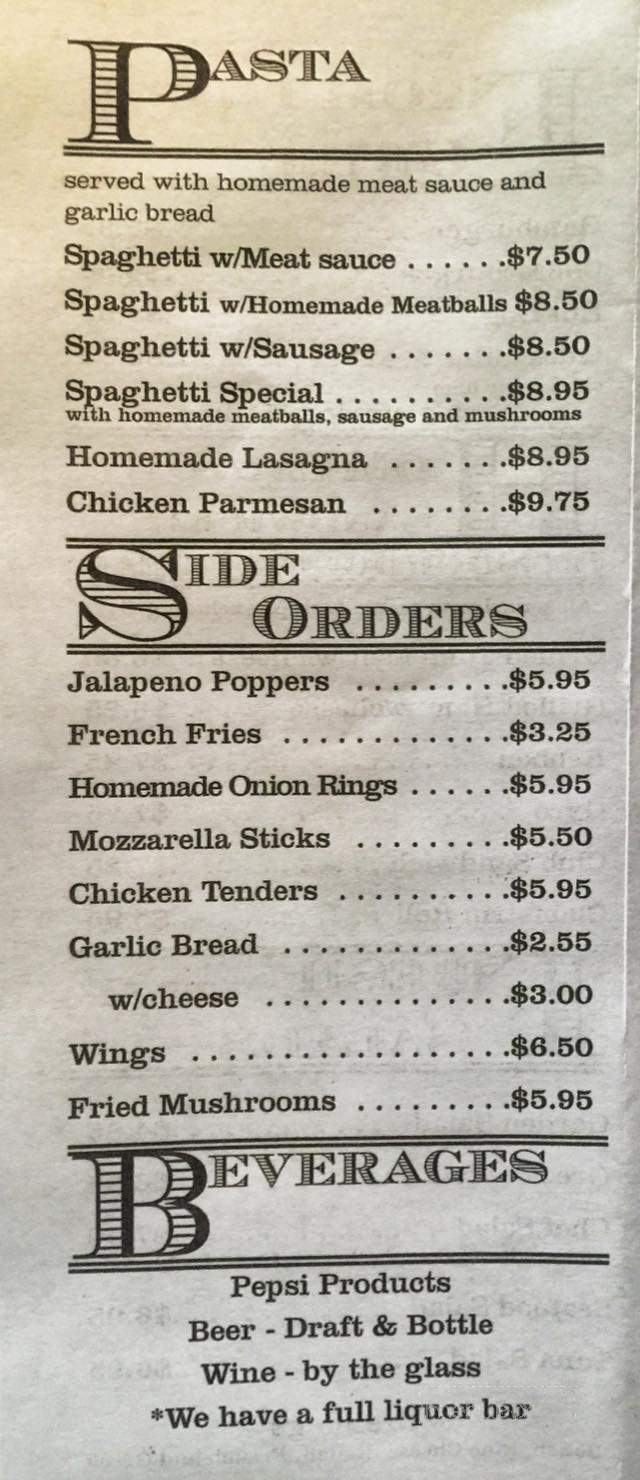 PASTA
served with homemade meat sauce and
garlic bread
Spaghetti w/Meat sauce . . . . . .$7.50
Spaghetti w/Homemade Meatballs $8.50
Spaghetti w/Sausage . . . . . . .$8.50
Spaghetti Special . . . . . . . . . .$8.95
with homemade meatballs, sausage and mushrooms
Homemade Lasagna . . . . . . .$8.95
Chicken Parmesan . . . . . . . .$9.75
SIDE
ORDERS
Jalapeno Poppers . . . . . . . . .$5.95
French Fries . . . . . . . . . . . . .$3.25
Homemade Onion Rings . . . . . .$5.95
Mozzarella Sticks . . . . . . . . .$5.50
Chicken Tenders . . . . . . . . . .$5.95
Garlic Bread . . . . . . . . . . . . .$2.55
w/cheese . . . . . . . . . . . . . .$3.00
Wings . . . . . . . . . . . . . . . . . .$6.50
Fried Mushrooms . . . . . . . . .$5.95
BEVERAGES
Pepsi Products
Beer - Draft & Bottle
Wine - by the glass
*We have a full liquor bar